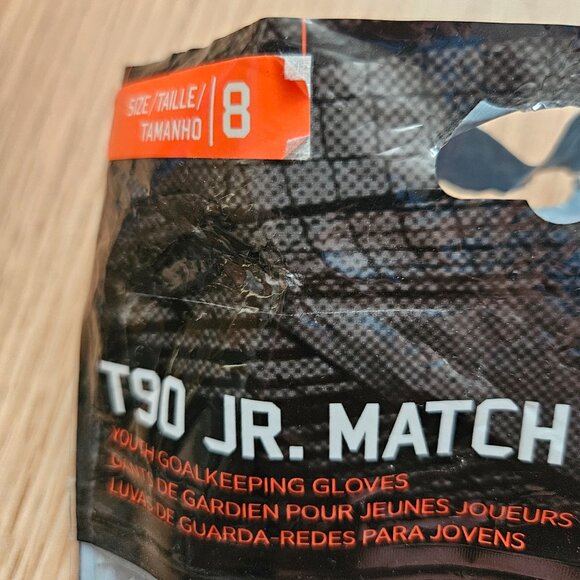 SIZE/TAILLE/
TAMANHO
8
T90 JR. MATCH
YOUTH GOALKEEPING GLOVES
DE GARDIEN POUR JEUNES JOUEURS
LUVAS DE GUARDA-REDES PARA JOVENS